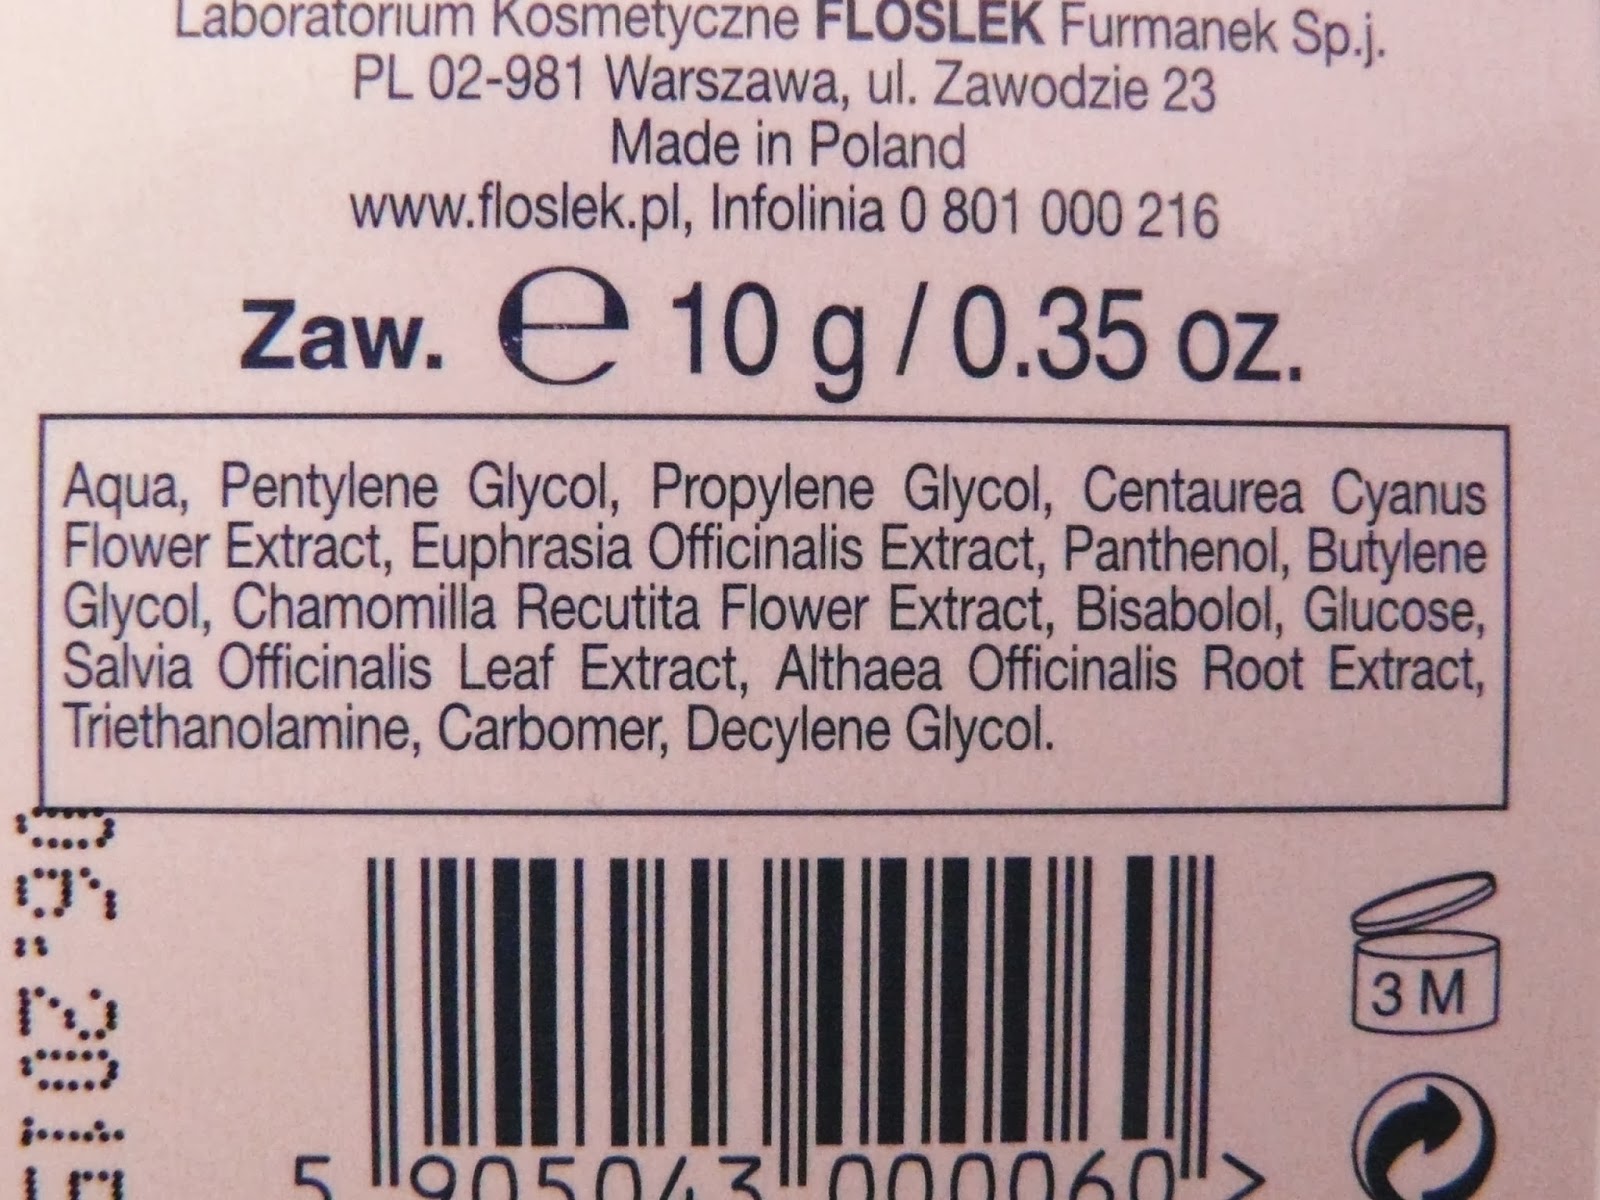 Laboratorium Kosmetyczne FLOSLEK Furmanek Sp.j.
PL 02-981 Warszawa, ul. Zawodzie 23
Made in Poland
www.floslek.pl, Infolinia 0 801 000 216
Zaw. e 10 g / 0.35 oz.
Aqua, Pentylene Glycol, Propylene Glycol, Centaurea Cyanus
Flower Extract, Euphrasia Officinalis Extract, Panthenol, Butylene
Glycol, Chamomilla Recutita Flower Extract, Bisabolol, Glucose,
Salvia Officinalis Leaf Extract, Althaea Officinalis Root Extract,
Triethanolamine, Carbomer, Decylene Glycol.
3 M
5 905043 000060 >